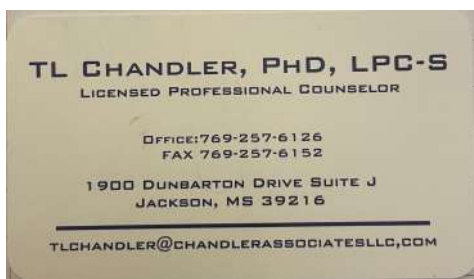 TL CHANDLER, PHD, LPC-S
LICENSED PROFESSIONAL COUNSELOR
OFFICE:769-257-6126
FAX 769-257-6152
1900 DUNBARTON DRIVE SUITE J
JACKSON, MS 39216
TLCHANDLER@CHANDLERASSOCIATESLLC,COM